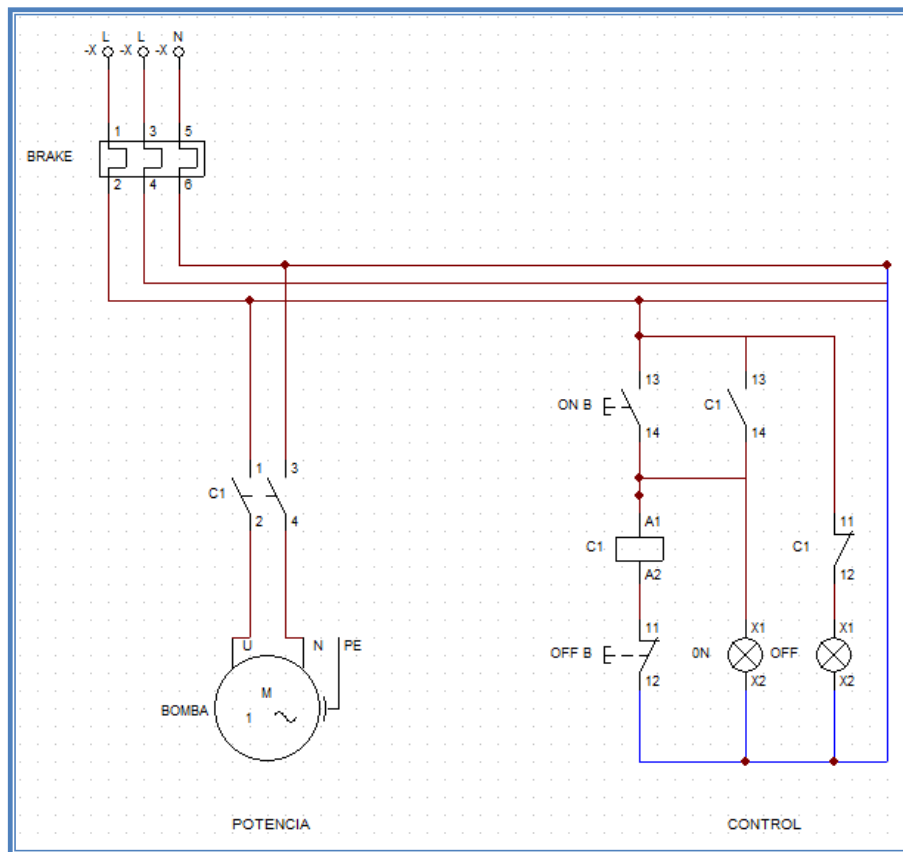 L L N
-X -X -X
1 3 5
BRAKE
2 4 6
13 13
ON B C1
14 14
1 3
C1
2 4
A1 11
C1 C1
A2 12
U N PE
11 X1 X1
OFF B 0N OFF
12 X2 X2
M
BOMBA 1
POTENCIA CONTROL